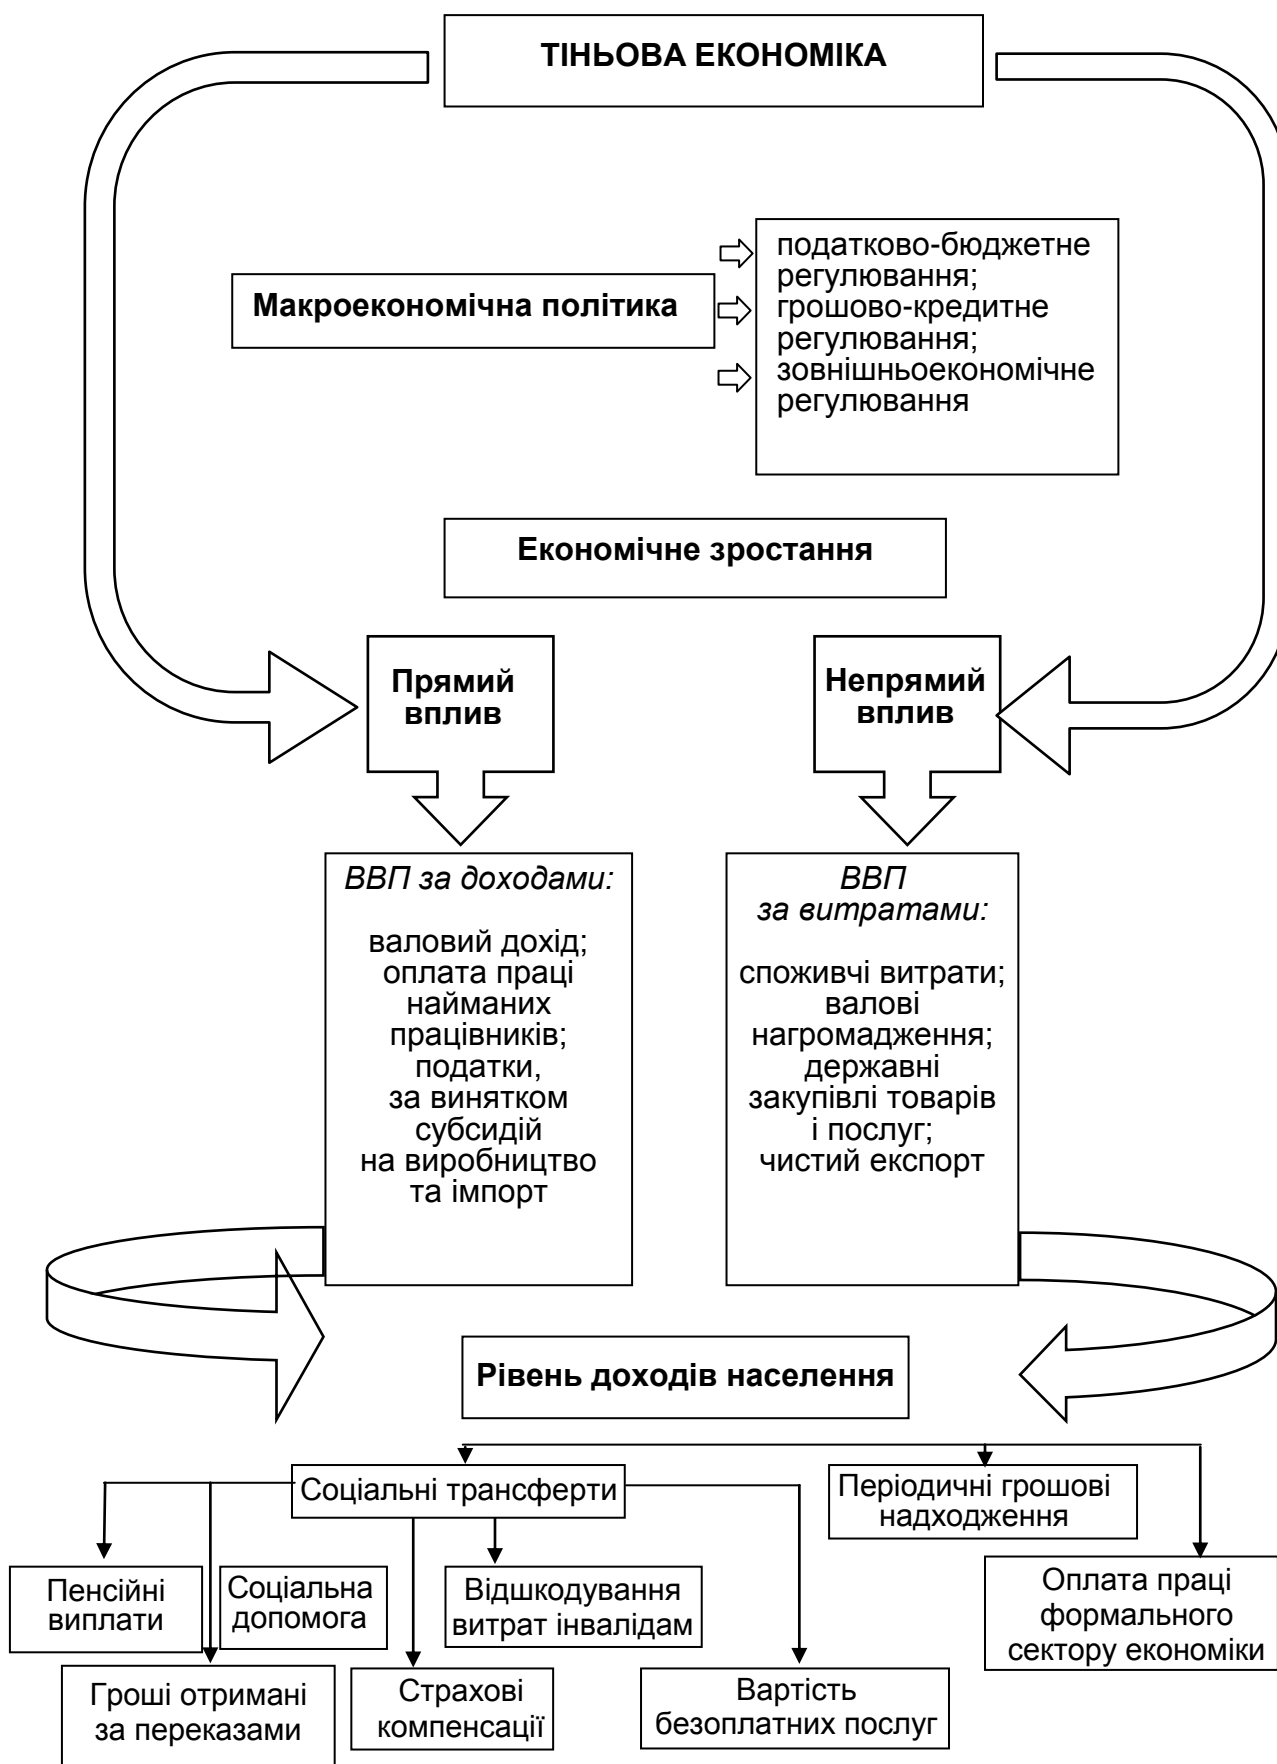 ТІНЬОВА ЕКОНОМІКА
Макроекономічна політика
податково-бюджетне
регулювання;
грошово-кредитне
регулювання;
зовнішньоекономічне
регулювання
Економічне зростання
Прямий
вплив
Непрямий
вплив
ВВП за доходами:
валовий дохід;
оплата праці
найманих
працівників;
податки,
за винятком
субсидій
на виробництво
та імпорт
ВВП
за витратами:
споживчі витрати;
валові
нагромадження;
державні
закупівлі товарів
і послуг;
чистий експорт
Рівень доходів населення
Соціальні трансферти
Періодичні грошові
надходження
Пенсійні
виплати
Соціальна
допомога
Відшкодування
витрат інвалідам
Оплата праці
формального
сектору економіки
Гроші отримані
за переказами
Страхові
компенсації
Вартість
безоплатних послуг